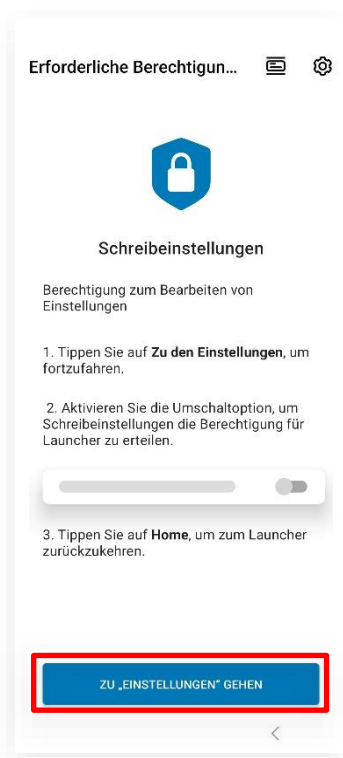 Erforderliche Berechtigun...
Schreibeinstellungen
Berechtigung zum Bearbeiten von
Einstellungen
1. Tippen Sie auf Zu den Einstellungen, um
fortzufahren.
2. Aktivieren Sie die Umschaltoption, um
Schreibeinstellungen die Berechtigung für
Launcher zu erteilen.
3. Tippen Sie auf Home, um zum Launcher
zurückzukehren.
ZU „EINSTELLUNGEN“ GEHEN